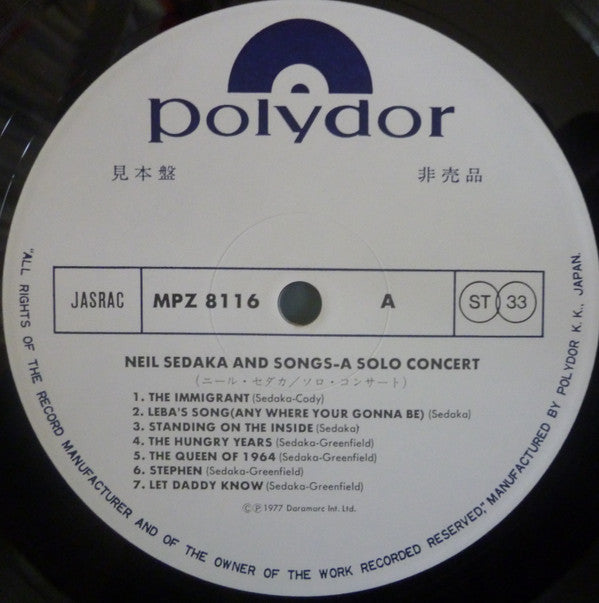 polydor
見本盤 非売品
JASRAC MPZ 8116 A ST 33
NEIL SEDAKA AND SONGS-A SOLO CONCERT
(ニール・セダカ/ソロ・コンサート)
1. THE IMMIGRANT (Sedaka-Cody)
2. LEBA'S SONG(ANY WHERE YOUR GONNA BE) (Sedaka)
3. STANDING ON THE INSIDE (Sedaka)
4. THE HUNGRY YEARS (Sedaka-Greenfield)
5. THE QUEEN OF 1964 (Sedaka-Greenfield)
6. STEPHEN (Sedaka-Greenfield)
7. LET DADDY KNOW (Sedaka-Greenfield)
©℗1977 Daramorc Int. Ltd.
"ALL RIGHTS OF THE RECORD MANUFACTURER AND OF THE OWNER OF THE WORK RECORDED RESERVED," MANUFACTURED BY POLYDOR K.K., JAPAN.